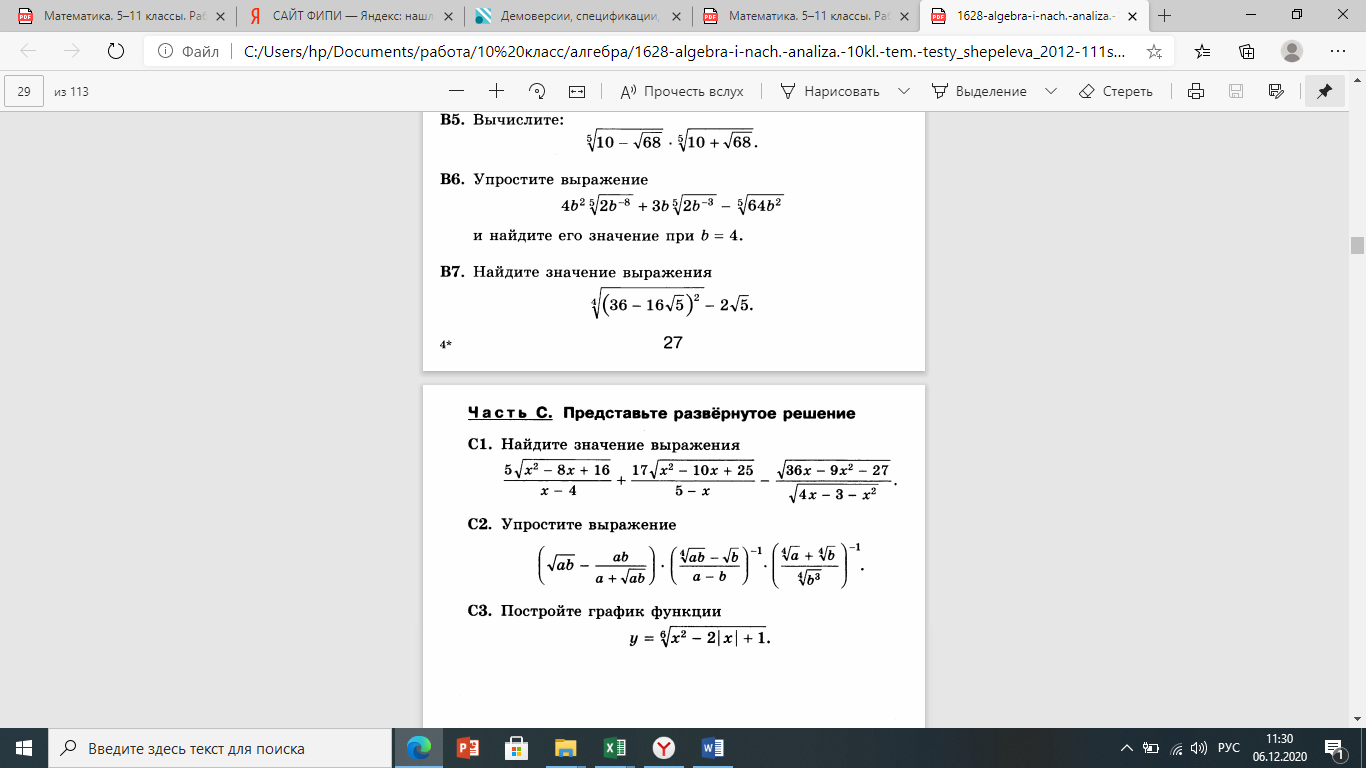 Математика. 5–11 классы. Раб
САЙТ ФИПИ — Яндекс: нашл
Демоверсии, спецификации,
Математика. 5–11 классы. Раб
1628-algebra-i-nach.-analiza.-
Файл
C:/Users/hp/Documents/работа/10%20класс/алгебра/1628-algebra-i-nach.-analiza.-10kl.-tem.-testy_shepeleva_2012-111s...
29 из 113
Прочесть вслух
Нарисовать
Выделение
Стереть
B5. Вычислите:
⁵√(10 − √68) · ⁵√(10 + √68).
B6. Упростите выражение
4b² ⁵√(2b⁻⁸) + 3b ⁵√(2b⁻³) − ⁵√(64b²)
и найдите его значение при b = 4.
B7. Найдите значение выражения
⁴√((36 − 16√5)²) − 2√5.
4*
27
Часть С. Представьте развёрнутое решение
C1. Найдите значение выражения
5√(x² − 8x + 16)/(x − 4) + 17√(x² − 10x + 25)/(5 − x) − √(36x − 9x² − 27)/√(4x − 3 − x²).
C2. Упростите выражение
(√(ab) − ab/(a + √(ab))) · ((⁴√(ab) − √b)/(a − b))⁻¹ · ((⁴√a + ⁴√b)/⁴√(b³))⁻¹.
C3. Постройте график функции
y = ⁶√(x² − 2|x| + 1).
Введите здесь текст для поиска
РУС
11:30
06.12.2020
1